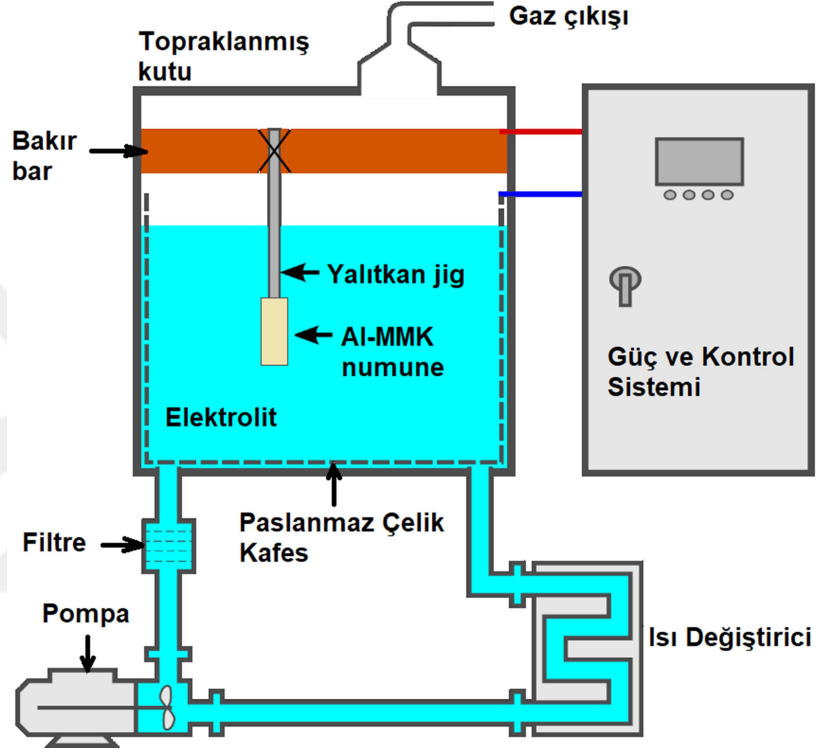 Gaz çıkışı
Topraklanmış
kutu
Bakır
bar
Yalıtkan jig
Al-MMK
numune
Güç ve Kontrol
Sistemi
Elektrolit
Paslanmaz Çelik
Kafes
Filtre
Pompa
Isı Değiştirici